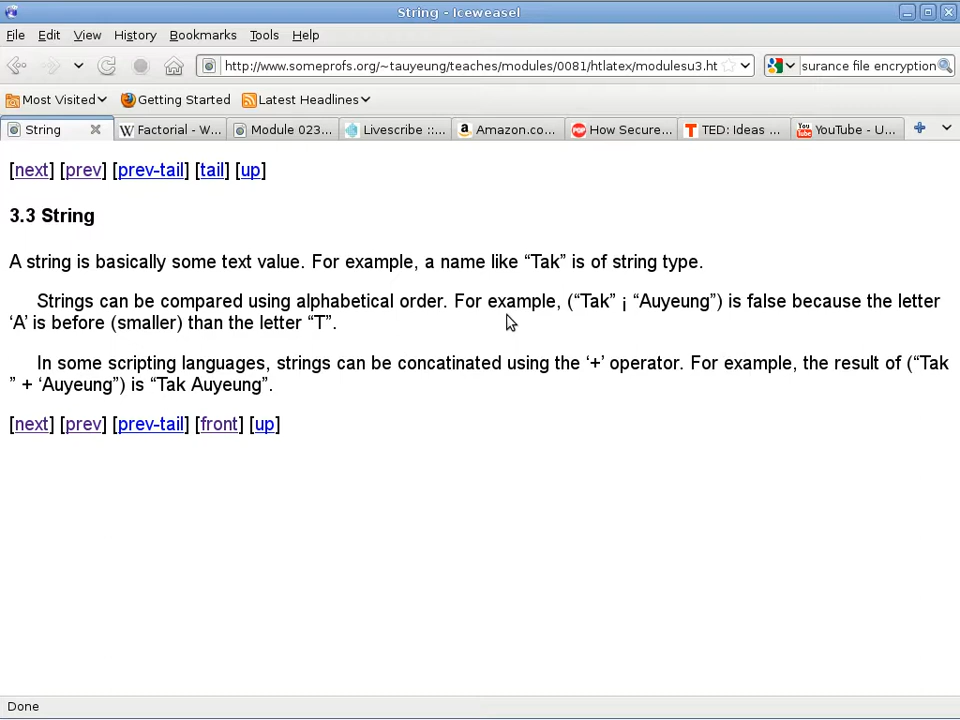 String - Iceweasel
File Edit View History Bookmarks Tools Help
http://www.someprofs.org/~tauyeung/teaches/modules/0081/htlatex/modulesu3.ht surance file encryption
Most Visited Getting Started Latest Headlines
String Factorial - W... Module 023... Livescribe ::... Amazon.co... How Secure... TED: Ideas ... YouTube - U...
[next] [prev] [prev-tail] [tail] [up]
3.3 String
A string is basically some text value. For example, a name like “Tak” is of string type.
Strings can be compared using alphabetical order. For example, (“Tak” ¡ “Auyeung”) is false because the letter
‘A’ is before (smaller) than the letter “T”.
In some scripting languages, strings can be concatinated using the ‘+’ operator. For example, the result of (“Tak
” + ‘Auyeung”) is “Tak Auyeung”.
[next] [prev] [prev-tail] [front] [up]
Done